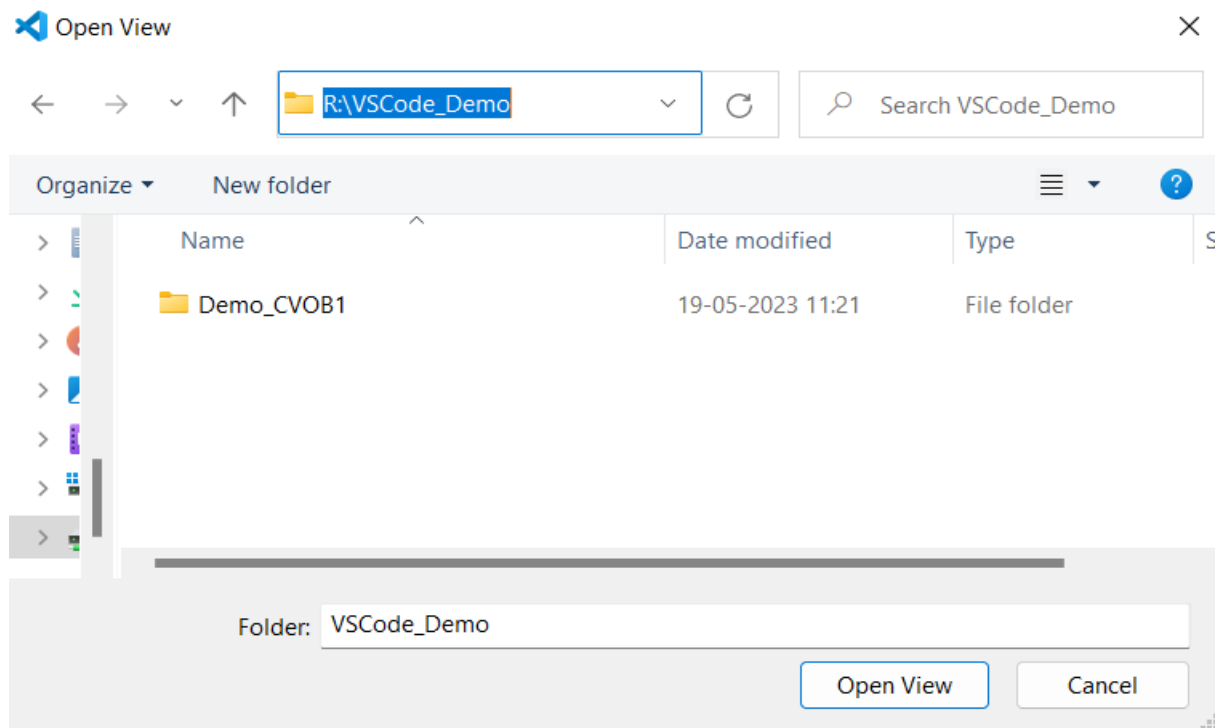 Open View
R:\VSCode_Demo
Search VSCode_Demo
Organize
New folder
Name
Date modified
Type
S
Demo_CVOB1
19-05-2023 11:21
File folder
Folder:
VSCode_Demo
Open View
Cancel